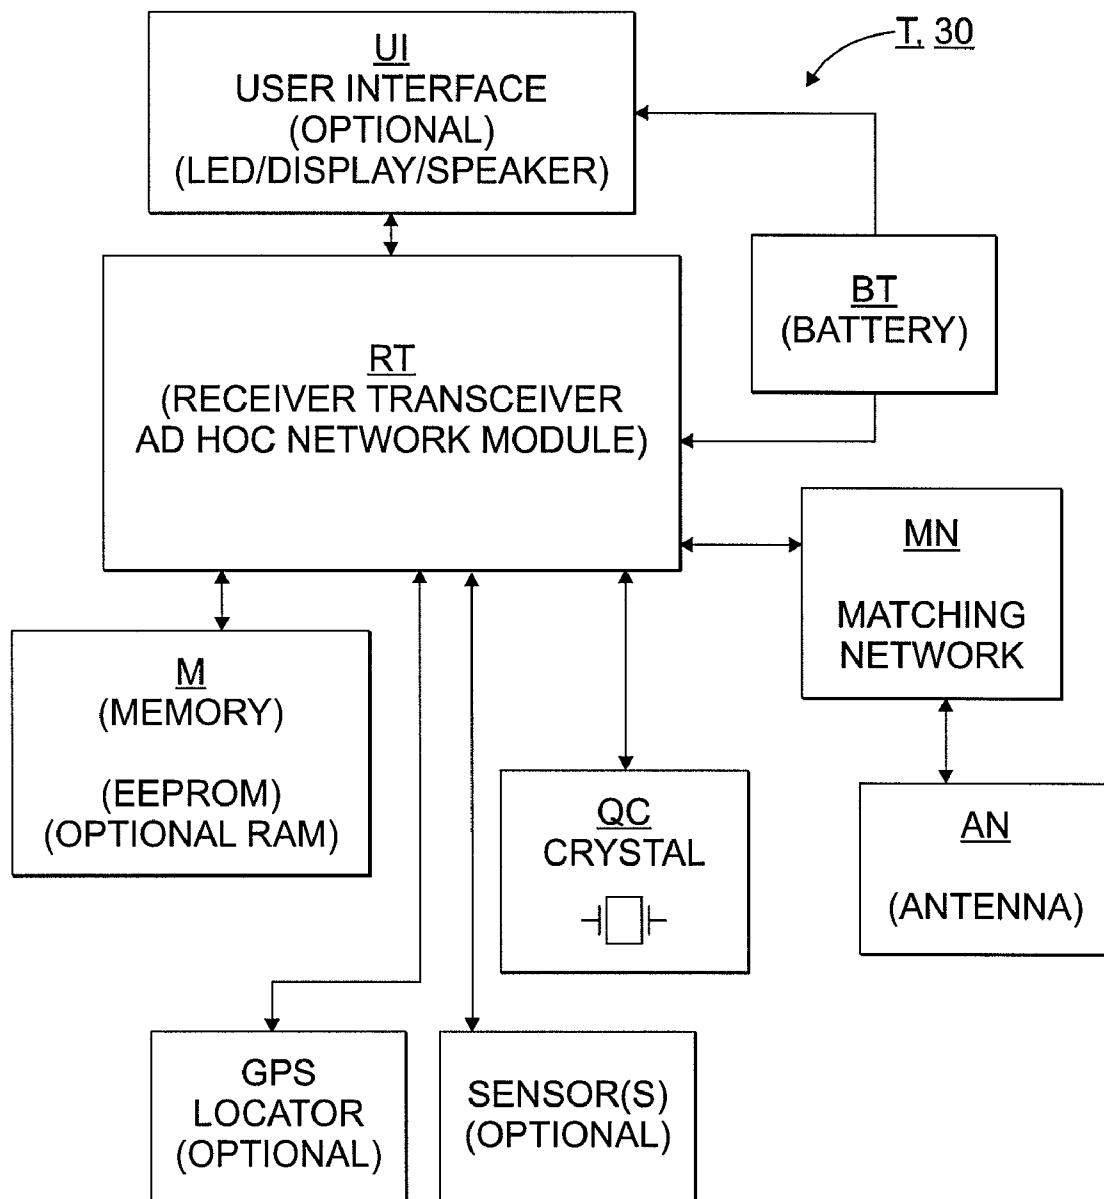 T, 30
UI
USER INTERFACE
(OPTIONAL)
(LED/DISPLAY/SPEAKER)
BT
(BATTERY)
RT
(RECEIVER TRANSCEIVER
AD HOC NETWORK MODULE)
MN
MATCHING
NETWORK
M
(MEMORY)
(EEPROM)
(OPTIONAL RAM)
QC
CRYSTAL
AN
(ANTENNA)
GPS
LOCATOR
(OPTIONAL)
SENSOR(S)
(OPTIONAL)